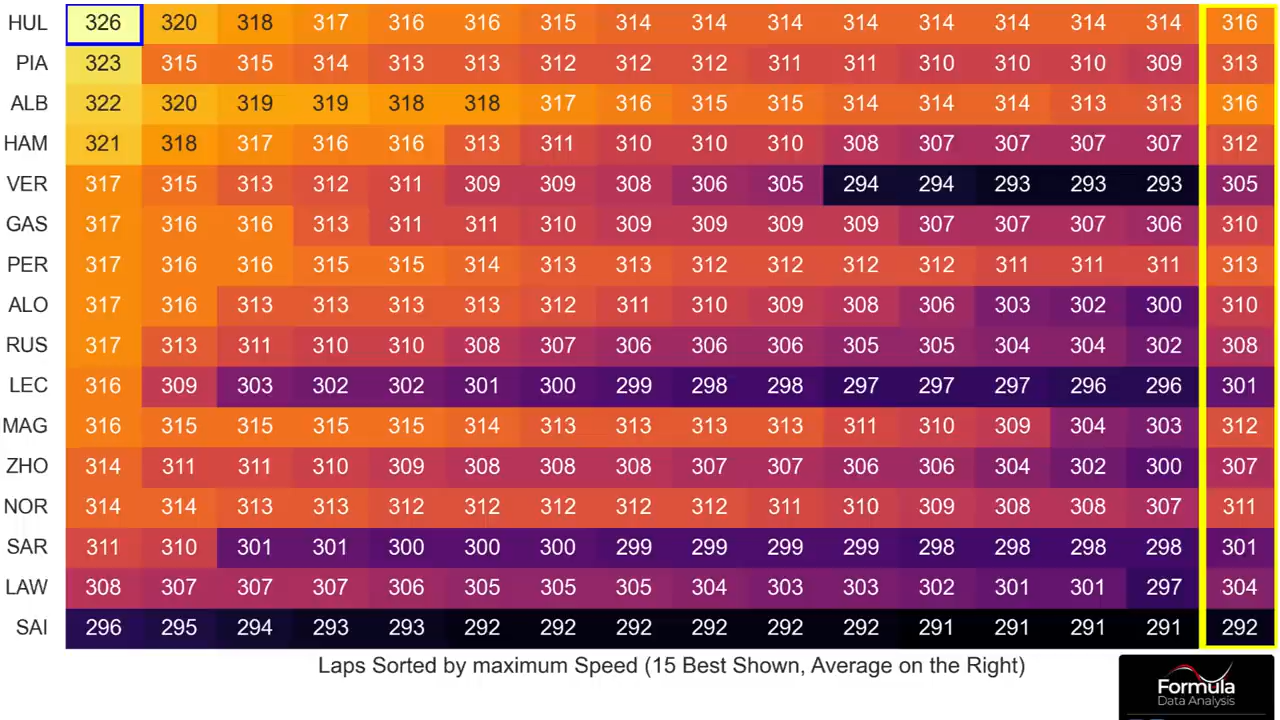 HUL 326 320 318 317 316 316 315 314 314 314 314 314 314 314 314 316
PIA 323 315 315 314 313 313 312 312 312 311 311 310 310 310 309 313
ALB 322 320 319 319 318 318 317 316 315 315 314 314 314 313 313 316
HAM 321 318 317 316 316 313 311 310 310 310 308 307 307 307 307 312
VER 317 315 313 312 311 309 309 308 306 305 294 294 293 293 293 305
GAS 317 316 316 313 311 311 310 309 309 309 309 307 307 307 306 310
PER 317 316 316 315 315 314 313 313 312 312 312 312 311 311 311 313
ALO 317 316 313 313 313 313 312 311 310 309 308 306 303 302 300 310
RUS 317 313 311 310 310 308 307 306 306 306 305 305 304 304 302 308
LEC 316 309 303 302 302 301 300 299 298 298 297 297 297 296 296 301
MAG 316 315 315 315 315 314 313 313 313 313 311 310 309 304 303 312
ZHO 314 311 311 310 309 308 308 308 307 307 306 306 304 302 300 307
NOR 314 314 313 313 312 312 312 312 312 311 310 309 308 308 307 311
SAR 311 310 301 301 300 300 300 299 299 299 299 298 298 298 298 301
LAW 308 307 307 307 306 305 305 305 304 303 303 302 301 301 297 304
SAI 296 295 294 293 293 292 292 292 292 292 292 291 291 291 291 292
Laps Sorted by maximum Speed (15 Best Shown, Average on the Right)
Formula
Data Analysis